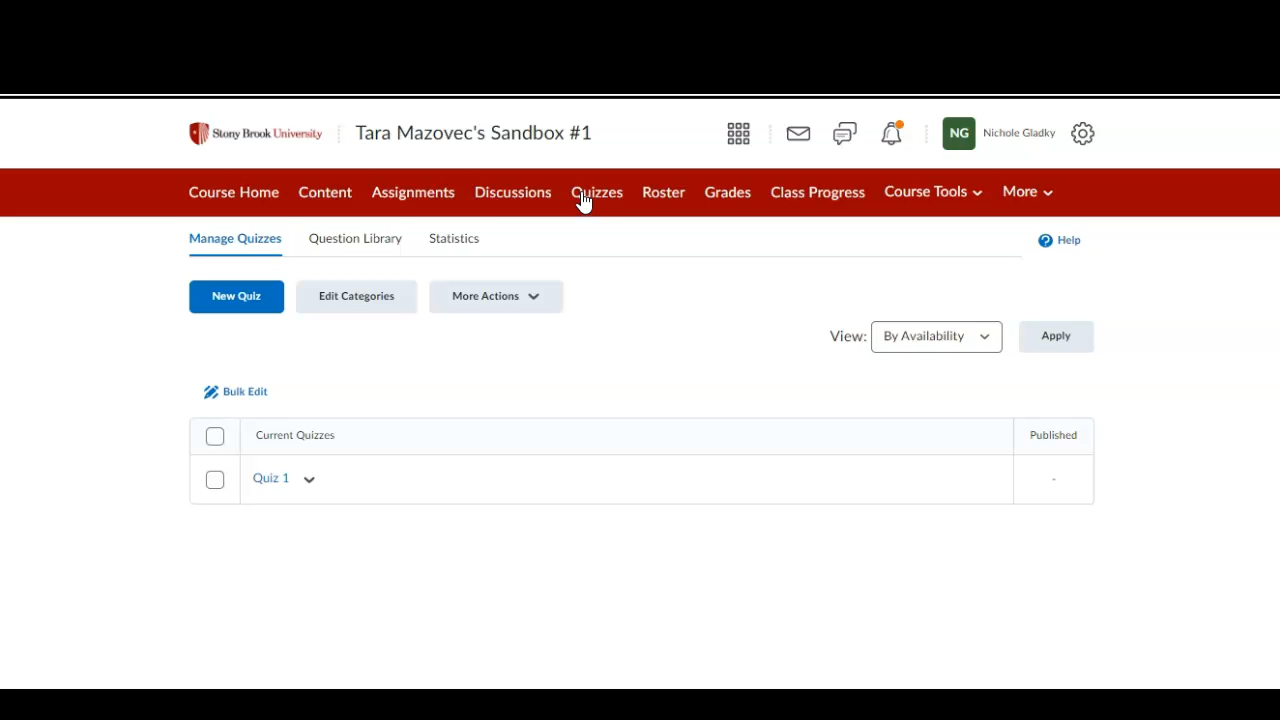 Stony Brook University
Tara Mazovec's Sandbox #1
NG
Nichole Gladky
Course Home Content Assignments Discussions Quizzes Roster Grades Class Progress Course Tools More
Manage Quizzes Question Library Statistics
Help
New Quiz Edit Categories More Actions
View: By Availability Apply
Bulk Edit
Current Quizzes Published
Quiz 1 -